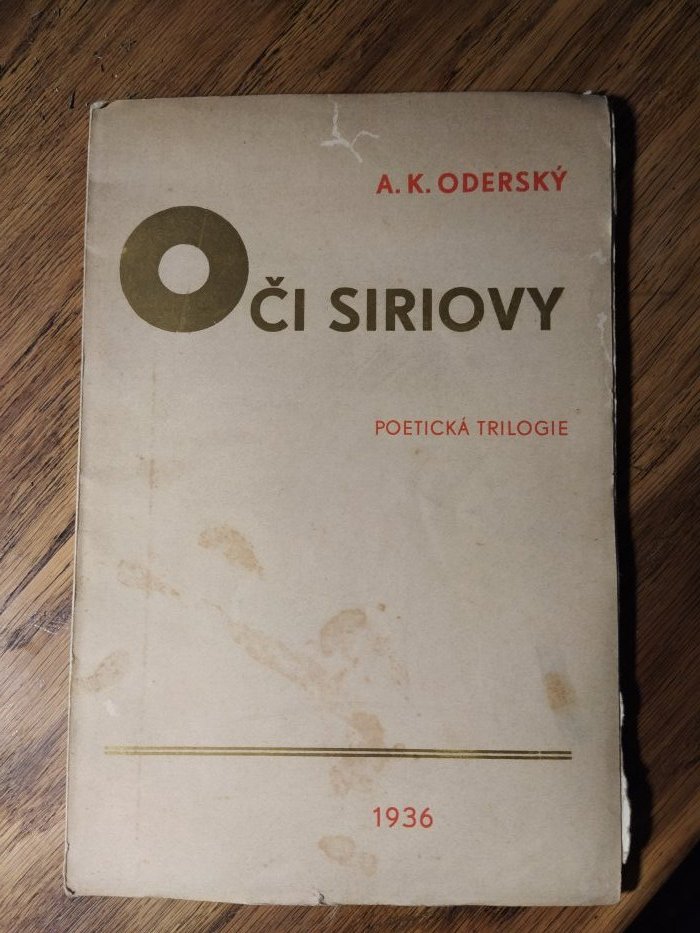 A. K. ODERSKÝ
OČI SIRIOVY
POETICKÁ TRILOGIE
1936